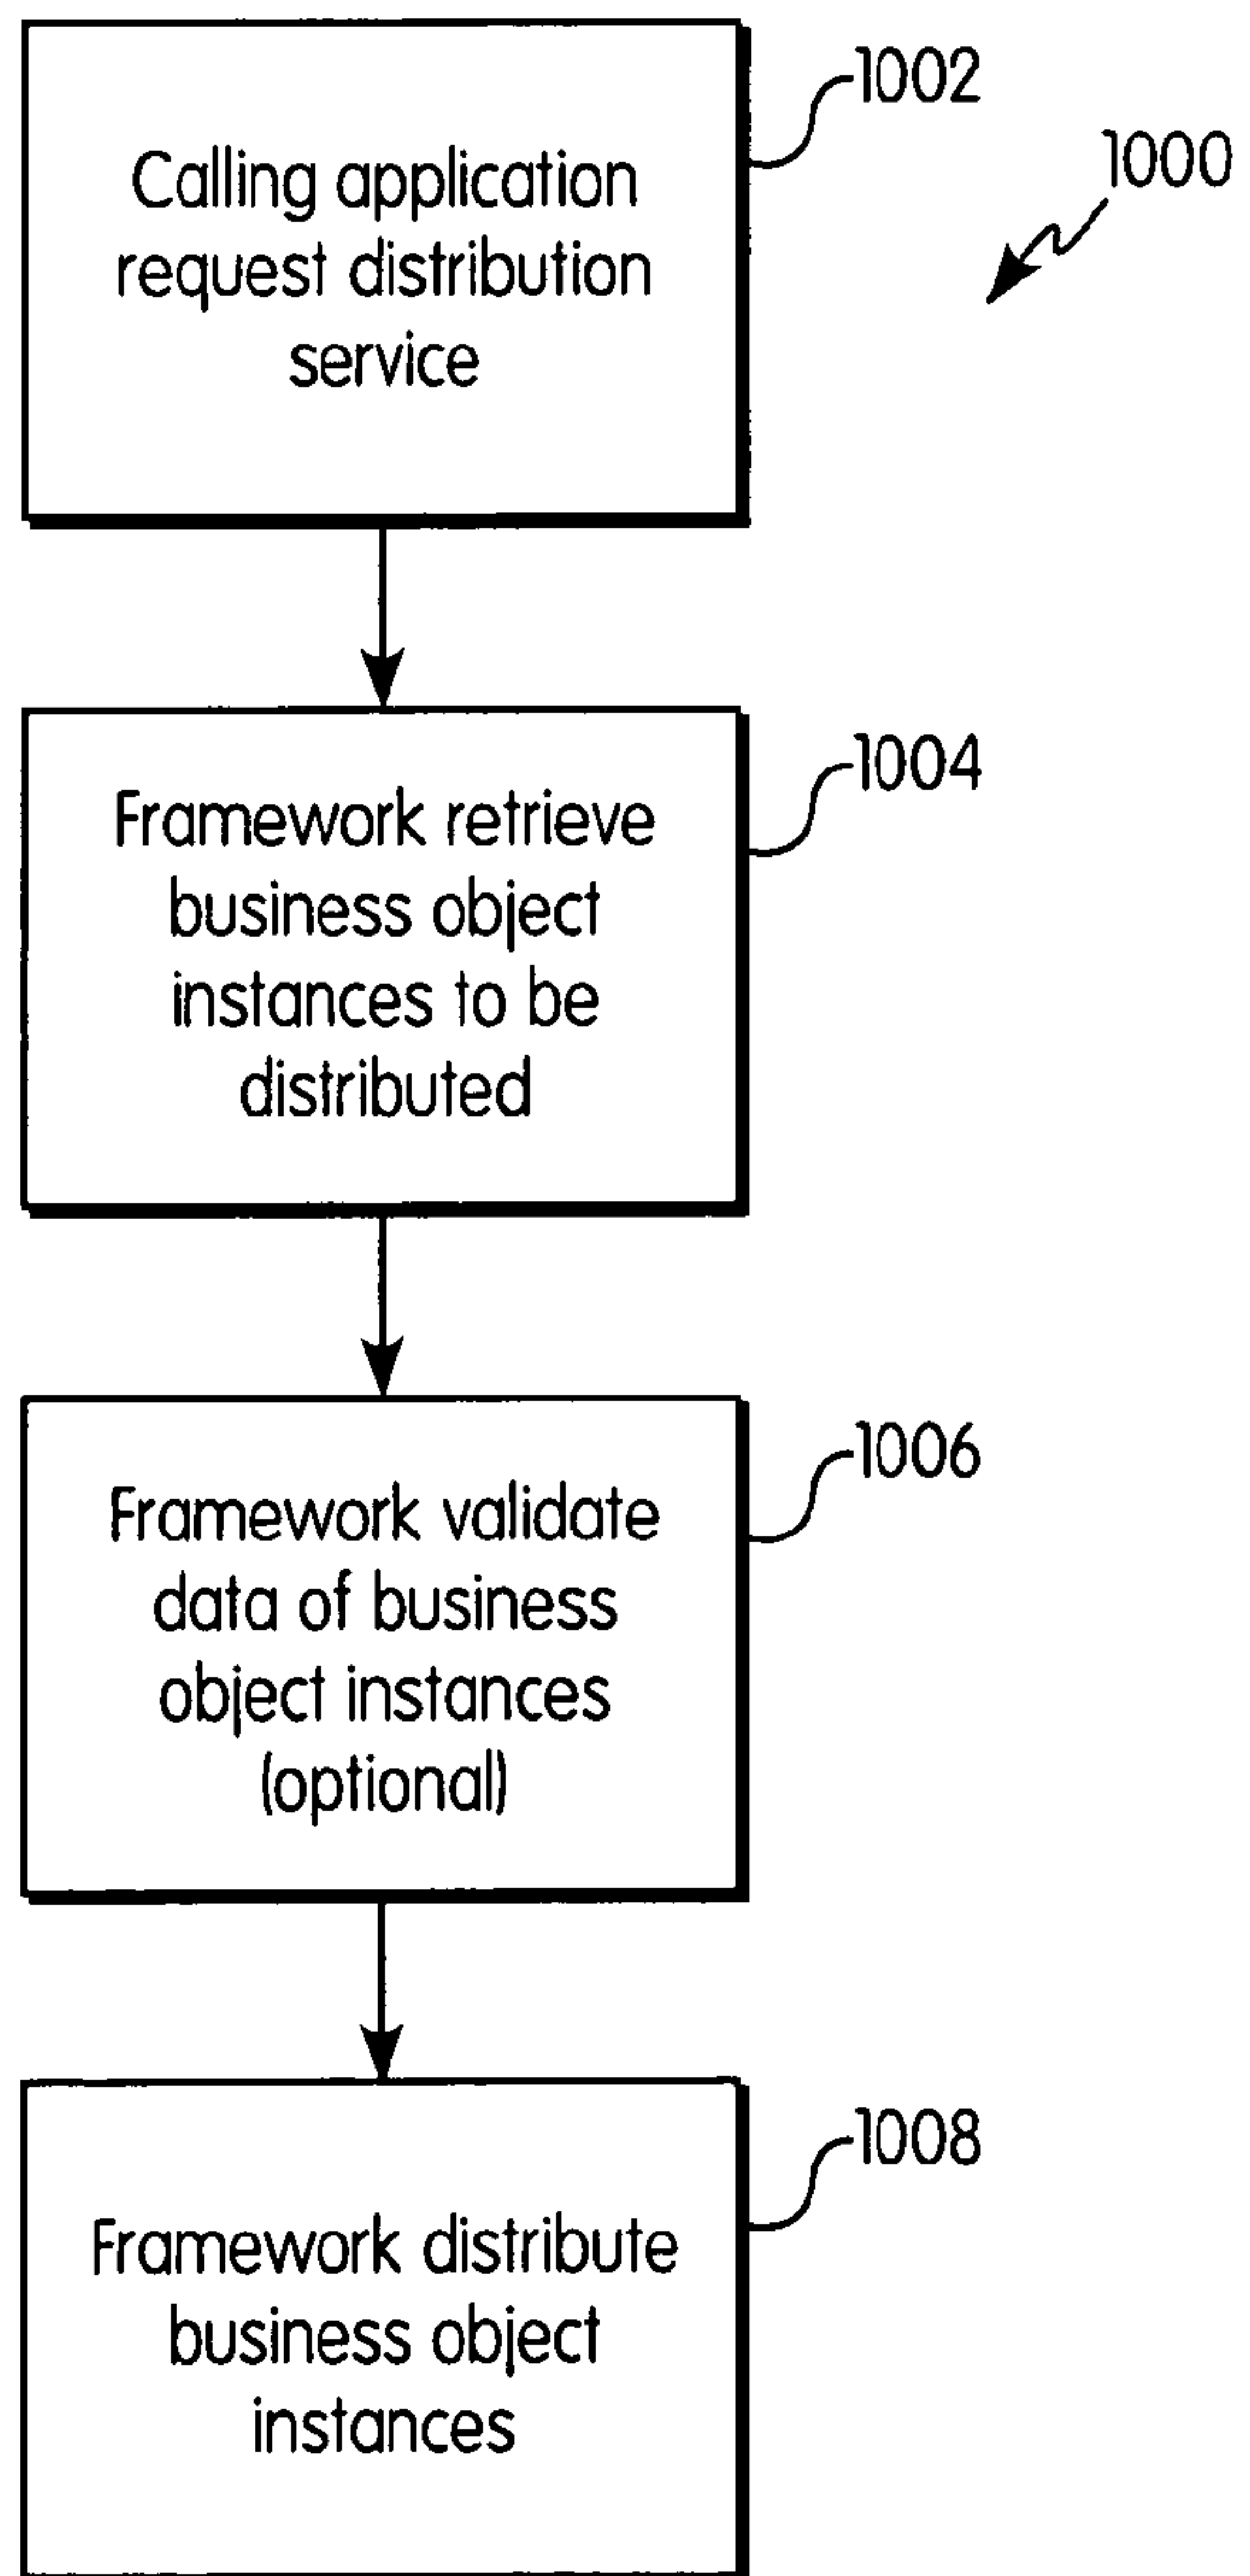 Calling application
request distribution
service
1002
1000
Framework retrieve
business object
instances to be
distributed
1004
Framework validate
data of business
object instances
(optional)
1006
Framework distribute
business object
instances
1008